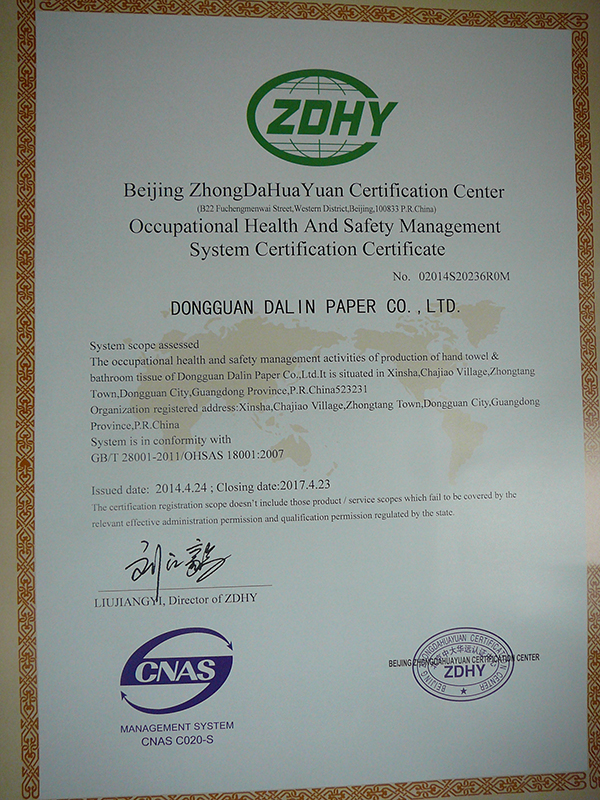 ZDHY
Beijing ZhongDaHuaYuan Certification Center
(B22 Fuchengmenwai Street,Western District,Beijing,100833 P.R.China)
Occupational Health And Safety Management
System Certification Certificate
No. 02014S20236R0M
DONGGUAN DALIN PAPER CO.,LTD.
System scope assessed
The occupational health and safety management activities of production of hand towel &
bathroom tissue of Dongguan Dalin Paper Co.,Ltd.It is situated in Xinsha,Chajiao Village,Zhongtang
Town,Dongguan City,Guangdong Province,P.R.China523231
Organization registered address:Xinsha,Chajiao Village,Zhongtang Town,Dongguan City,Guangdong
Province,P.R.China
System is in conformity with
GB/T 28001-2011/OHSAS 18001:2007
Issued date: 2014.4.24 ; Closing date:2017.4.23
The certification registration scope doesn't include those product / service scopes which fail to be covered by the
relevant effective administration permission and qualification permission regulated by the state.
LIUJIANGYI, Director of ZDHY
CNAS
MANAGEMENT SYSTEM
CNAS C020-S
BEIJING ZHONGDAHUAYUAN CERTIFICATION CENTER
BEIJING ZHONGDAHUAYUAN CERTIFICATION CENTER
ZDHY